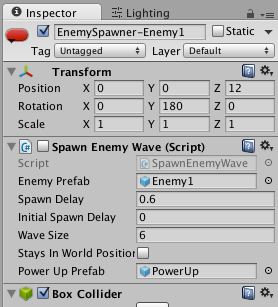 Inspector Lighting
EnemySpawner-Enemy1 Static
Tag Untagged Layer Default
Transform
Position X 0 Y 0 Z 12
Rotation X 0 Y 180 Z 0
Scale X 1 Y 1 Z 1
C# Spawn Enemy Wave (Script)
Script SpawnEnemyWave
Enemy Prefab Enemy1
Spawn Delay 0.6
Initial Spawn Delay 0
Wave Size 6
Stays In World Position
Power Up Prefab PowerUp
Box Collider